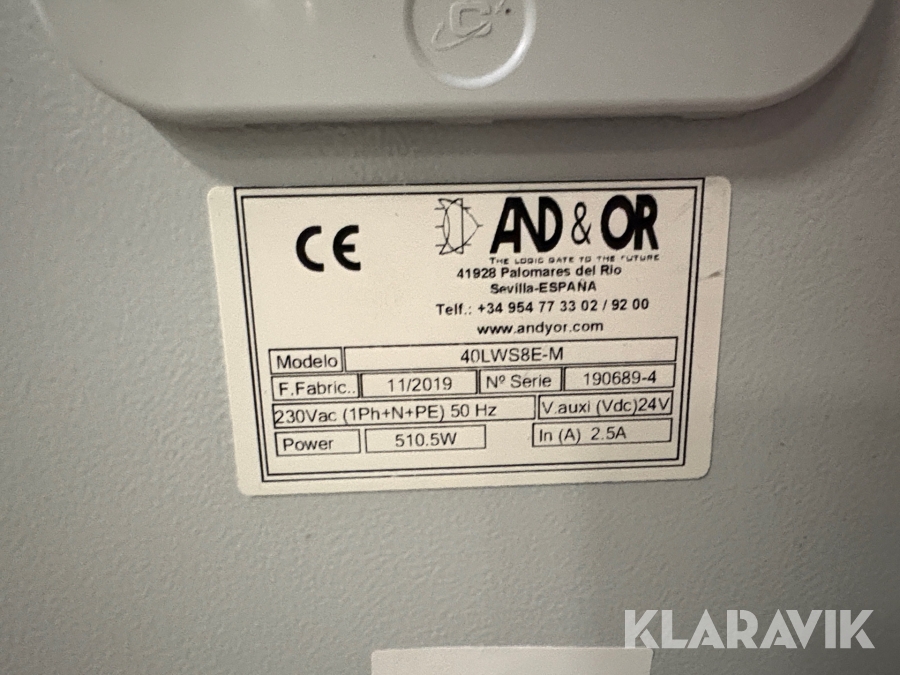 CE
AND & OR
THE LOGIC GATE TO THE FUTURE
41928 Palomares del Rio
Sevilla-ESPAÑA
Telf.: +34 954 77 33 02 / 92 00
www.andyor.com
Modelo 40LWS8E-M
F.Fabric.. 11/2019 Nº Serie 190689-4
230Vac (1Ph+N+PE) 50 Hz V.auxi (Vdc)24V
Power 510.5W In (A) 2.5A
KLARAVIK